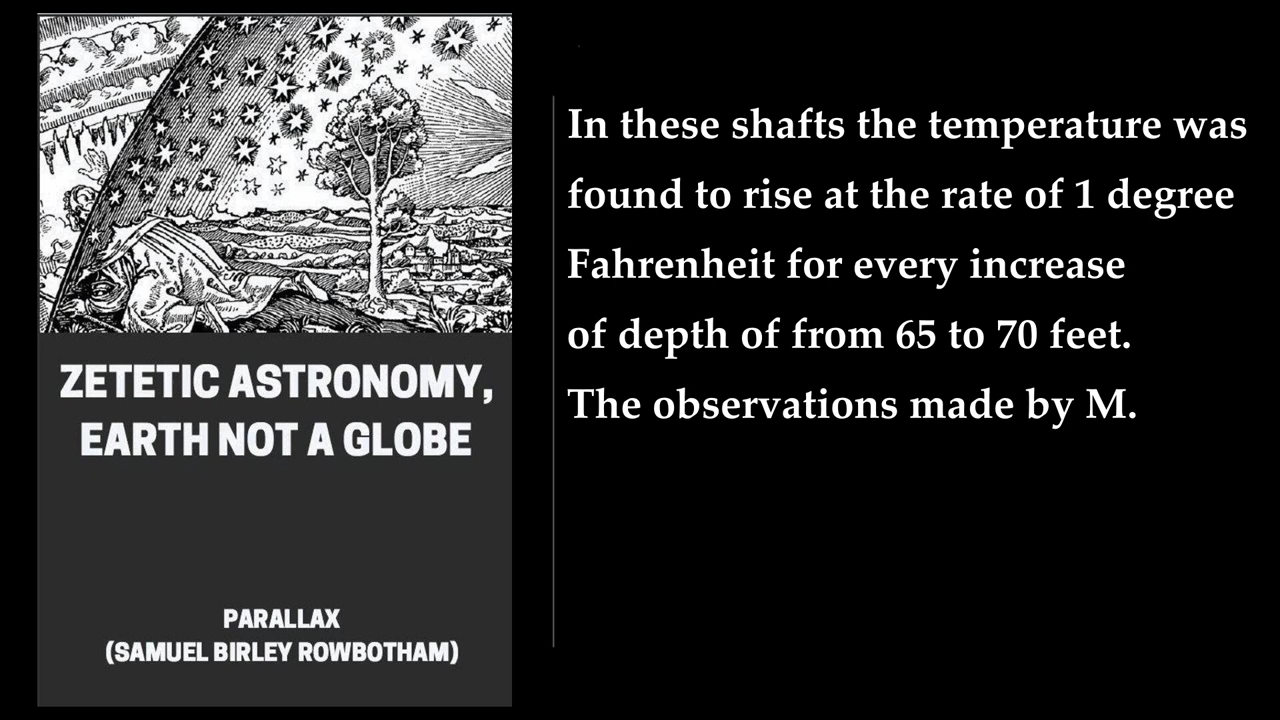 ZETETIC ASTRONOMY,
EARTH NOT A GLOBE
PARALLAX
(SAMUEL BIRLEY ROWBOTHAM)
In these shafts the temperature was
found to rise at the rate of 1 degree
Fahrenheit for every increase
of depth of from 65 to 70 feet.
The observations made by M.